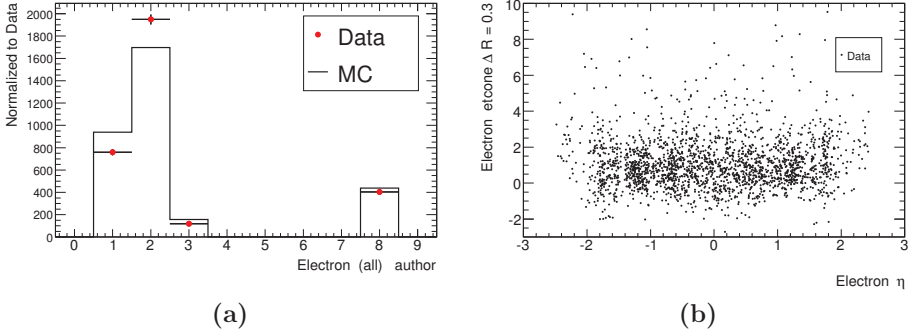 Normalized to Data
2000
1800
1600
1400
1200
1000
800
600
400
200
0
0 1 2 3 4 5 6 7 8 9
Electron (all) author
Data
MC
(a)
Electron etcone Δ R = 0.3
10
8
6
4
2
0
-2
-3 -2 -1 0 1 2 3
Electron η
Data
(b)